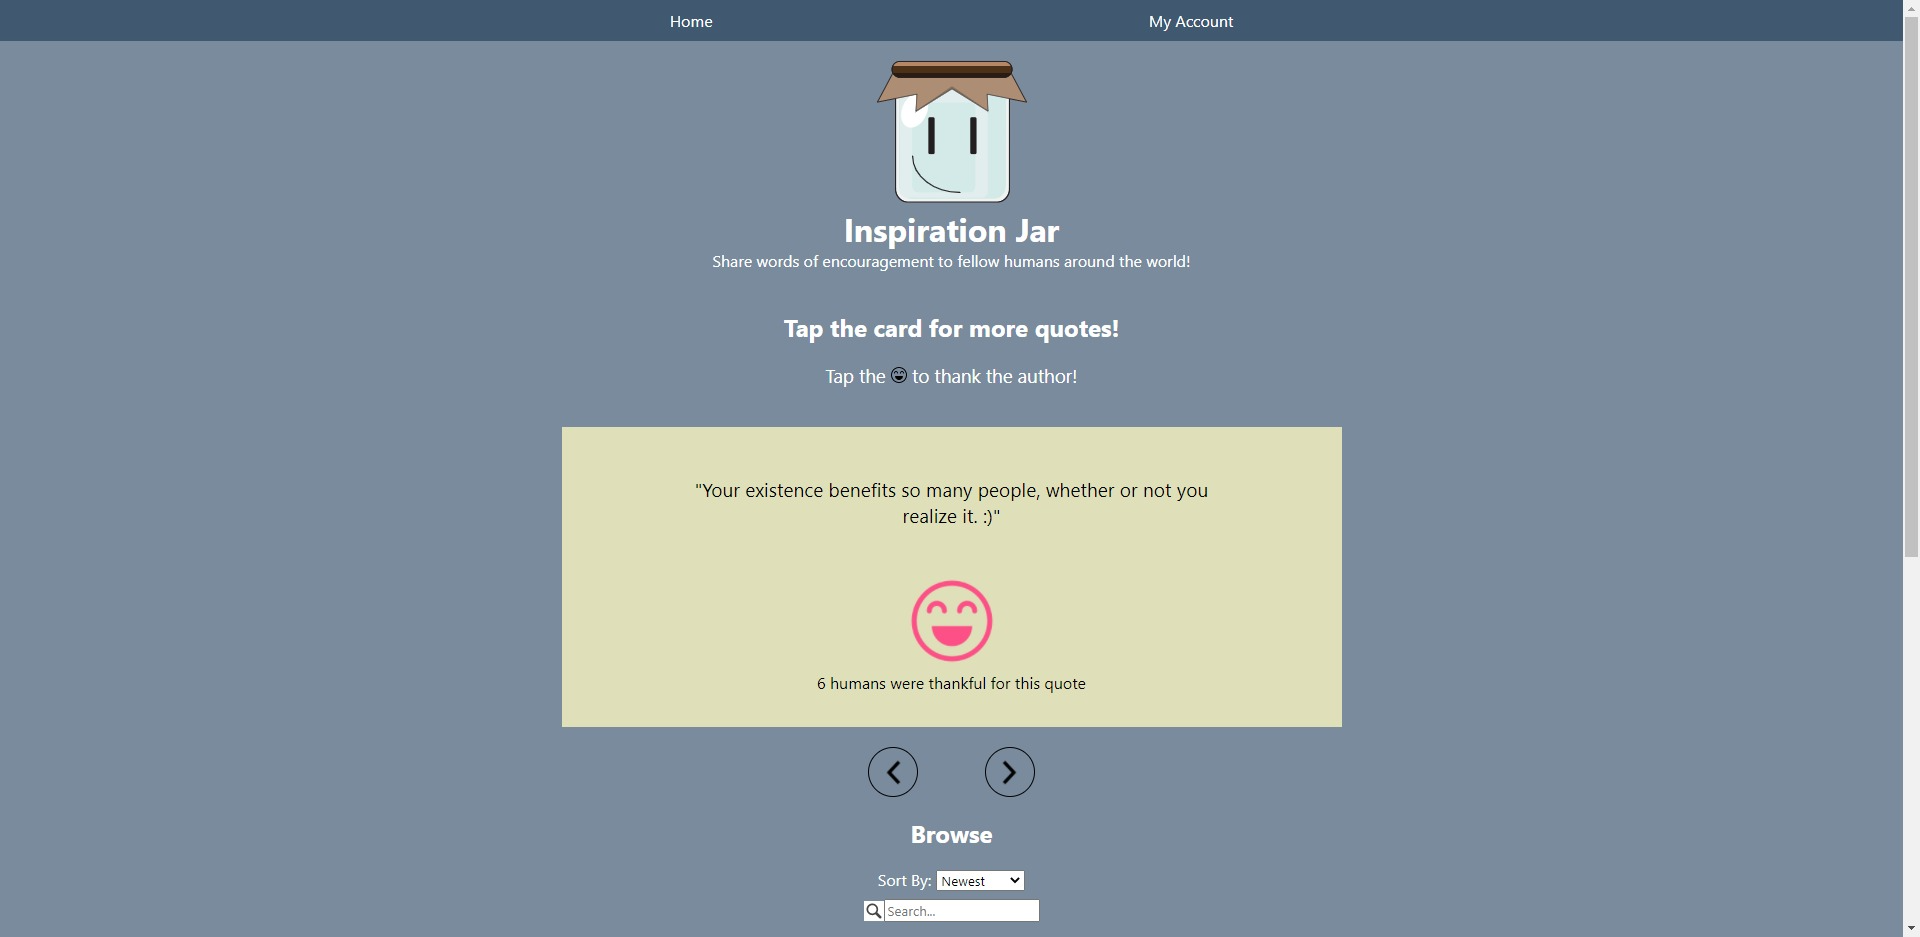 Home
My Account
Inspiration Jar
Share words of encouragement to fellow humans around the world!
Tap the card for more quotes!
Tap the to thank the author!
"Your existence benefits so many people, whether or not you
realize it. :)"
6 humans were thankful for this quote
Browse
Sort By: Newest
Search...